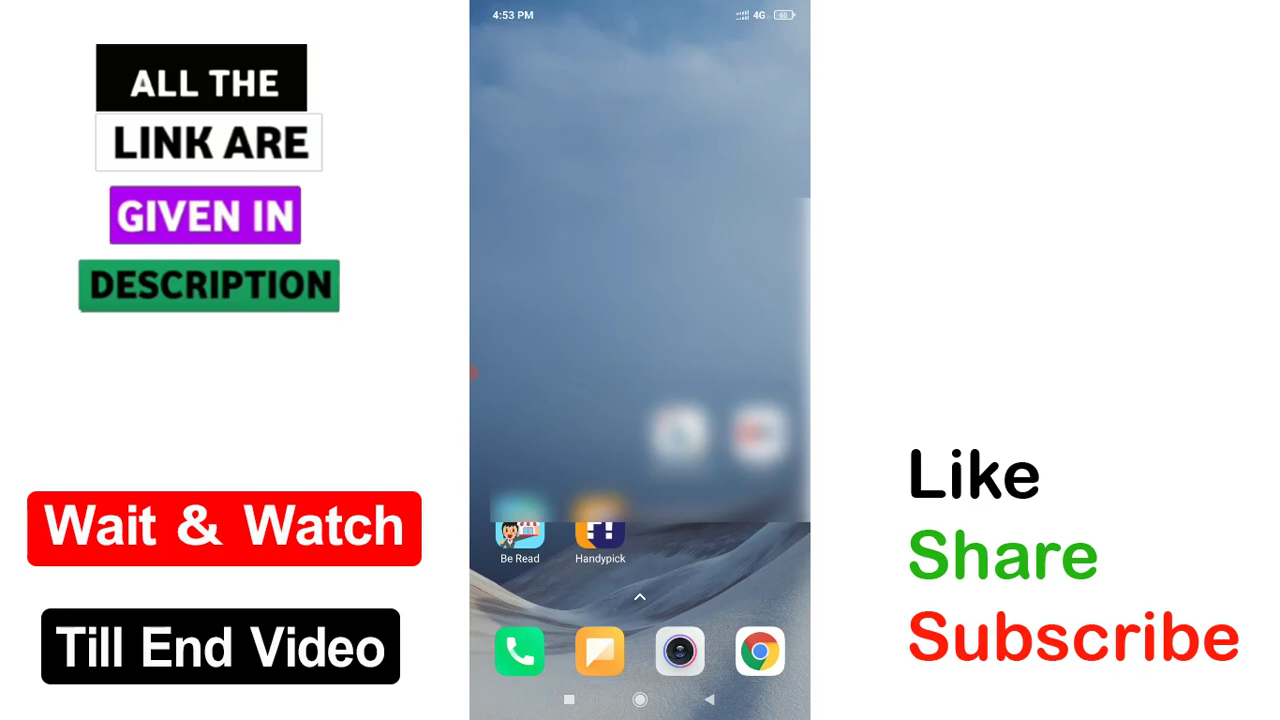 ALL THE
LINK ARE
GIVEN IN
DESCRIPTION
Wait & Watch
Till End Video
4:53 PM
4G
60
Be Read
Handypick
Like
Share
Subscribe